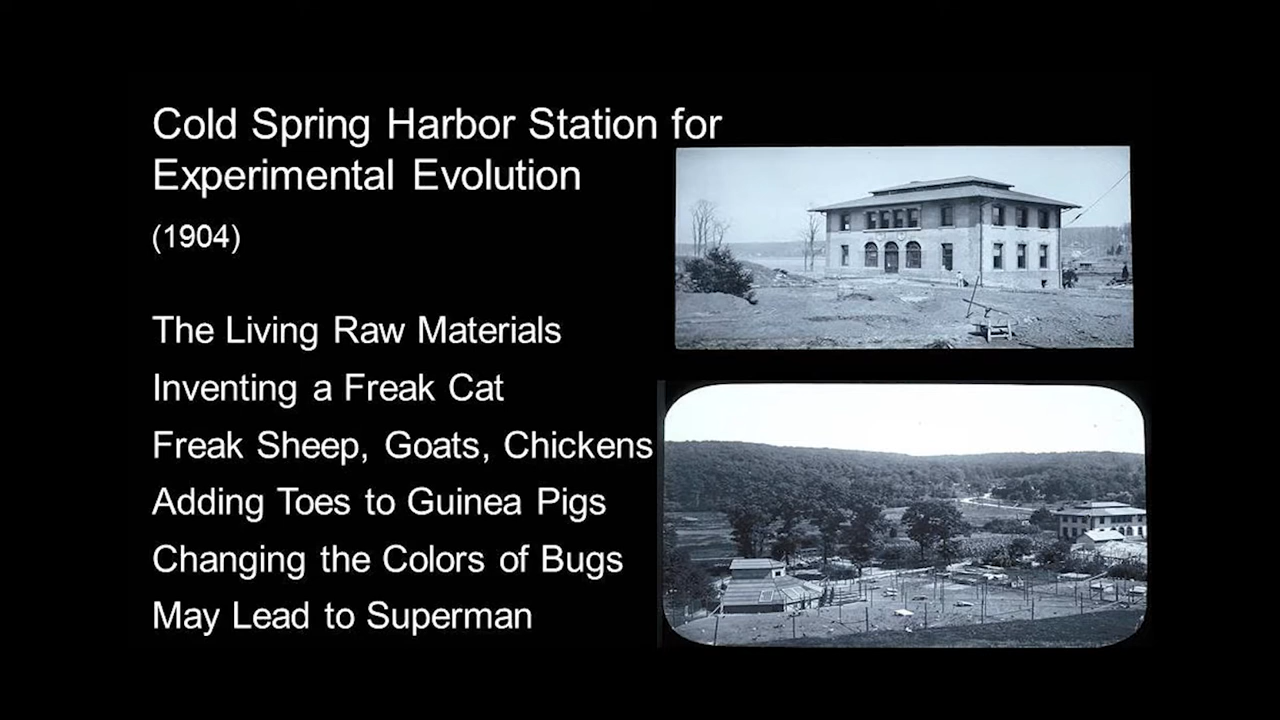 Cold Spring Harbor Station for
Experimental Evolution
(1904)
The Living Raw Materials
Inventing a Freak Cat
Freak Sheep, Goats, Chickens
Adding Toes to Guinea Pigs
Changing the Colors of Bugs
May Lead to Superman